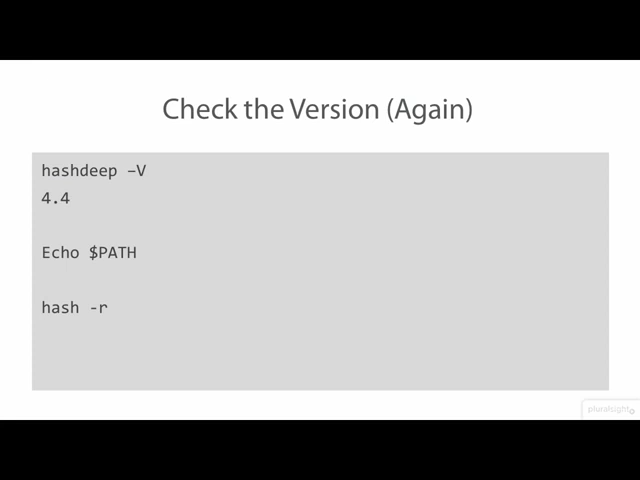 Check the Version (Again)
hashdeep –V
4.4
Echo $PATH
hash -r
pluralsight